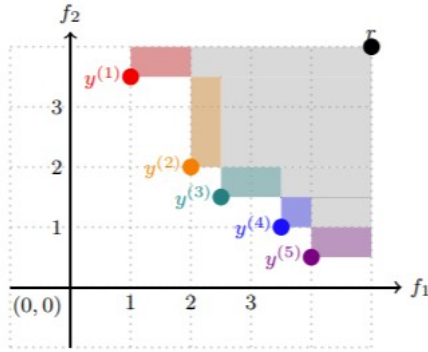 f₂
r
y⁽¹⁾
3
y⁽²⁾
2
y⁽³⁾
y⁽⁴⁾
1
y⁽⁵⁾
f₁
(0, 0)
1 2 3